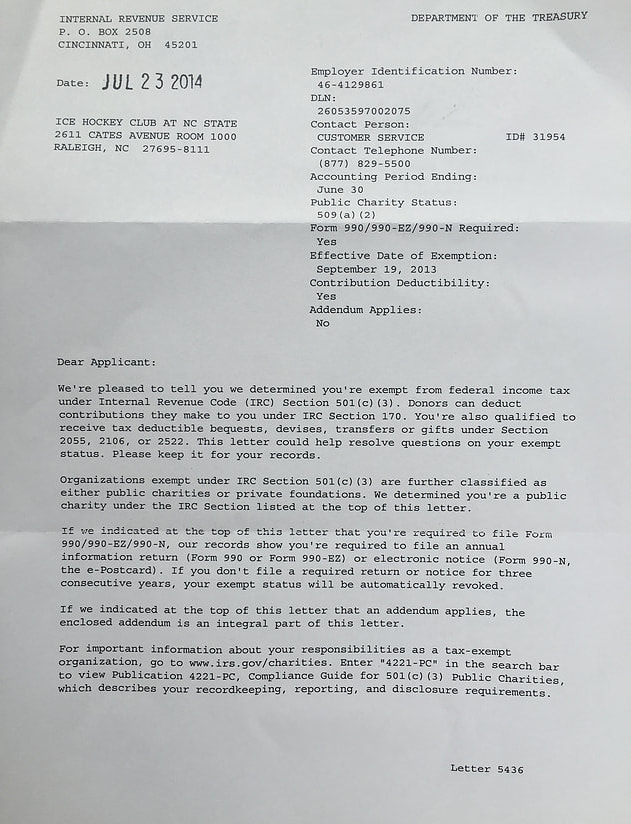 INTERNAL REVENUE SERVICE
P. O. BOX 2508
CINCINNATI, OH 45201
DEPARTMENT OF THE TREASURY
Date: JUL 23 2014
ICE HOCKEY CLUB AT NC STATE
2611 CATES AVENUE ROOM 1000
RALEIGH, NC 27695-8111
Employer Identification Number:
46-4129861
DLN:
26053597002075
Contact Person:
CUSTOMER SERVICE ID# 31954
Contact Telephone Number:
(877) 829-5500
Accounting Period Ending:
June 30
Public Charity Status:
509(a)(2)
Form 990/990-EZ/990-N Required:
Yes
Effective Date of Exemption:
September 19, 2013
Contribution Deductibility:
Yes
Addendum Applies:
No
Dear Applicant:
We're pleased to tell you we determined you're exempt from federal income tax
under Internal Revenue Code (IRC) Section 501(c)(3). Donors can deduct
contributions they make to you under IRC Section 170. You're also qualified to
receive tax deductible bequests, devises, transfers or gifts under Section
2055, 2106, or 2522. This letter could help resolve questions on your exempt
status. Please keep it for your records.
Organizations exempt under IRC Section 501(c)(3) are further classified as
either public charities or private foundations. We determined you're a public
charity under the IRC Section listed at the top of this letter.
If we indicated at the top of this letter that you're required to file Form
990/990-EZ/990-N, our records show you're required to file an annual
information return (Form 990 or Form 990-EZ) or electronic notice (Form 990-N,
the e-Postcard). If you don't file a required return or notice for three
consecutive years, your exempt status will be automatically revoked.
If we indicated at the top of this letter that an addendum applies, the
enclosed addendum is an integral part of this letter.
For important information about your responsibilities as a tax-exempt
organization, go to www.irs.gov/charities. Enter "4221-PC" in the search bar
to view Publication 4221-PC, Compliance Guide for 501(c)(3) Public Charities,
which describes your recordkeeping, reporting, and disclosure requirements.
Letter 5436